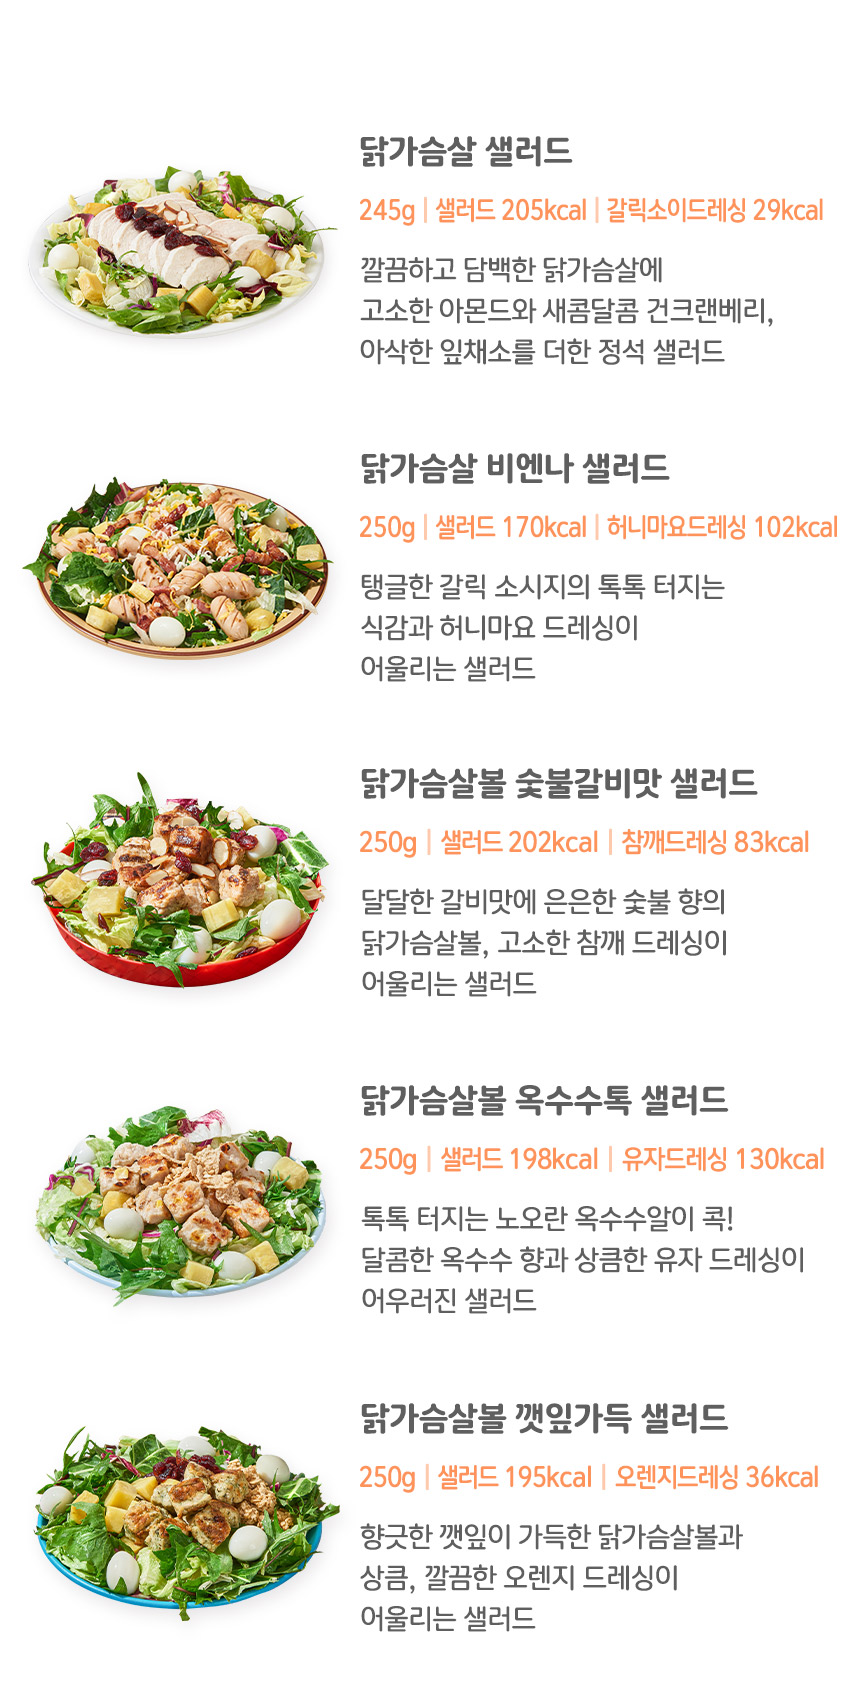 닭가슴살 샐러드
245g | 샐러드 205kcal | 갈릭소이드레싱 29kcal
깔끔하고 담백한 닭가슴살에
고소한 아몬드와 새콤달콤 건크랜베리,
아삭한 잎채소를 더한 정석 샐러드
닭가슴살 비엔나 샐러드
250g | 샐러드 170kcal | 허니마요드레싱 102kcal
탱글한 갈릭 소시지의 톡톡 터지는
식감과 허니마요 드레싱이
어울리는 샐러드
닭가슴살볼 숯불갈비맛 샐러드
250g | 샐러드 202kcal | 참깨드레싱 83kcal
달달한 갈비맛에 은은한 숯불 향의
닭가슴살볼, 고소한 참깨 드레싱이
어울리는 샐러드
닭가슴살볼 옥수수톡 샐러드
250g | 샐러드 198kcal | 유자드레싱 130kcal
톡톡 터지는 노오란 옥수수알이 콕!
달콤한 옥수수 향과 상큼한 유자 드레싱이
어우러진 샐러드
닭가슴살볼 깻잎가득 샐러드
250g | 샐러드 195kcal | 오렌지드레싱 36kcal
향긋한 깻잎이 가득한 닭가슴살볼과
상큼, 깔끔한 오렌지 드레싱이
어울리는 샐러드